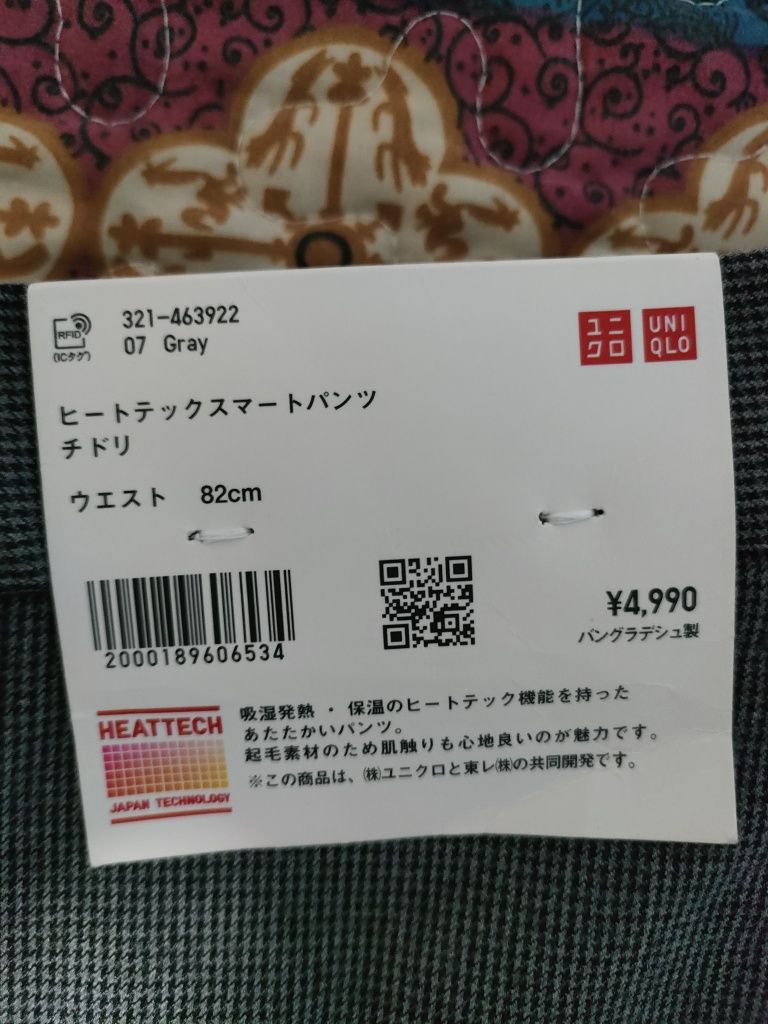 RFID
(ICタグ)
321-463922
07 Gray
ユニ
クロ
UNI
QLO
ヒートテックスマートパンツ
チドリ
ウエスト 82cm
2000189606534
¥4,990
バングラデシュ製
HEATTECH
JAPAN TECHNOLOGY
吸湿発熱・保温のヒートテック機能を持った
あたたかいパンツ。
起毛素材のため肌触りも心地良いのが魅力です。
※この商品は、㈱ユニクロと東レ㈱の共同開発です。